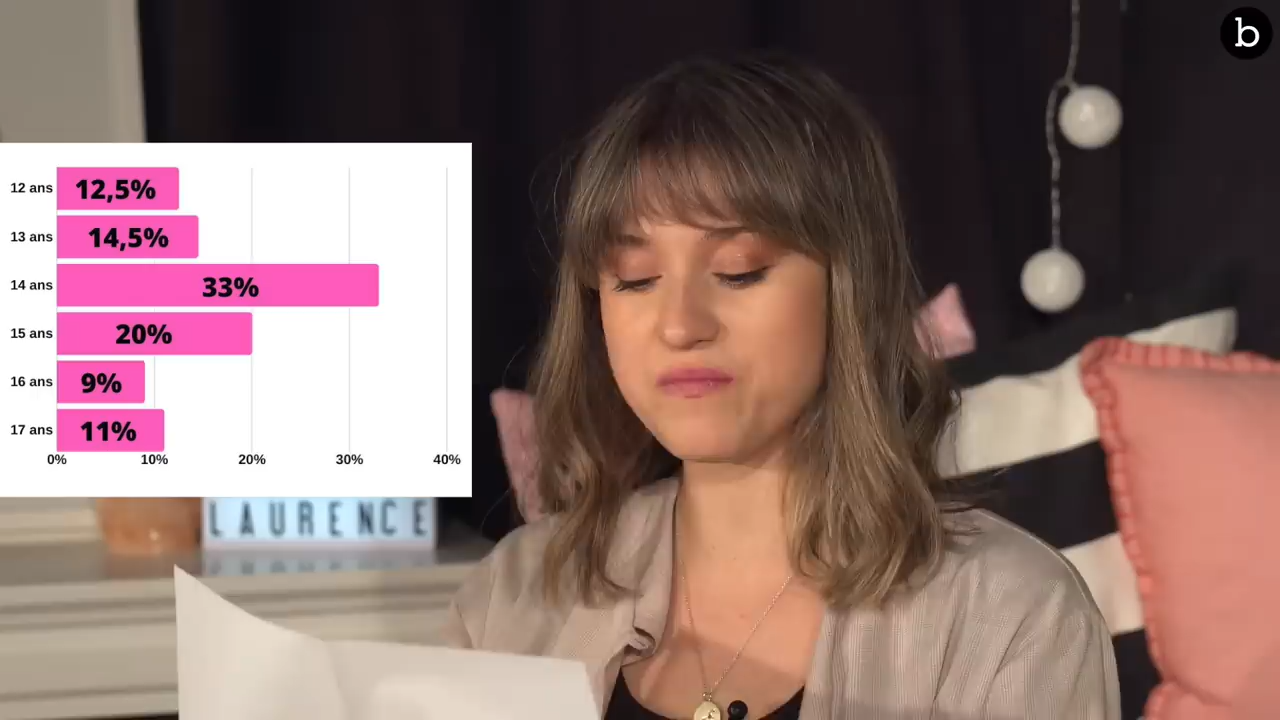 b
12 ans 12,5%
13 ans 14,5%
14 ans 33%
15 ans 20%
16 ans 9%
17 ans 11%
0% 10% 20% 30% 40%
LAURENCE